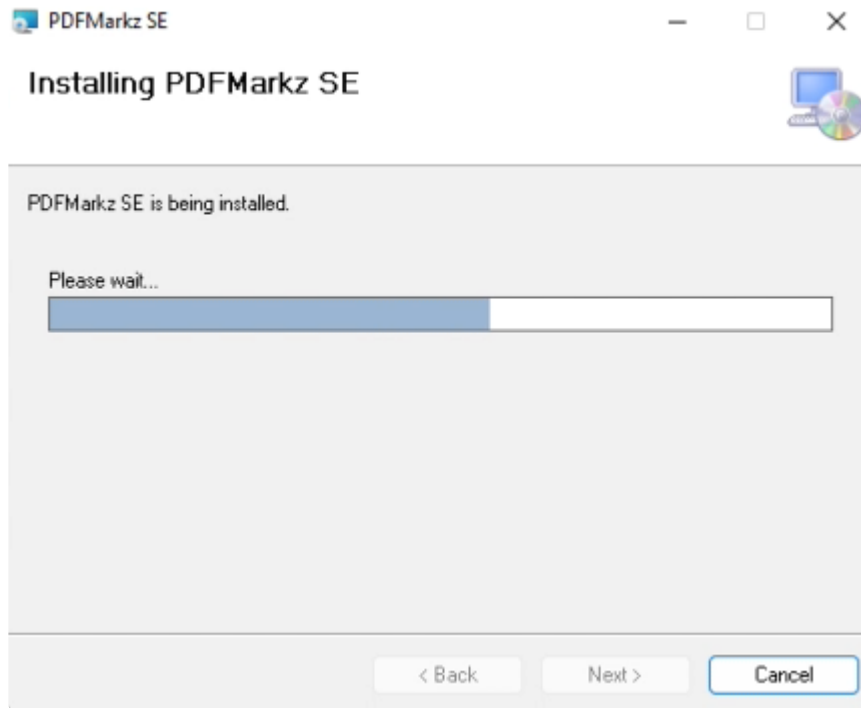 PDFMarkz SE
Installing PDFMarkz SE
PDFMarkz SE is being installed.
Please wait...
< Back Next > Cancel